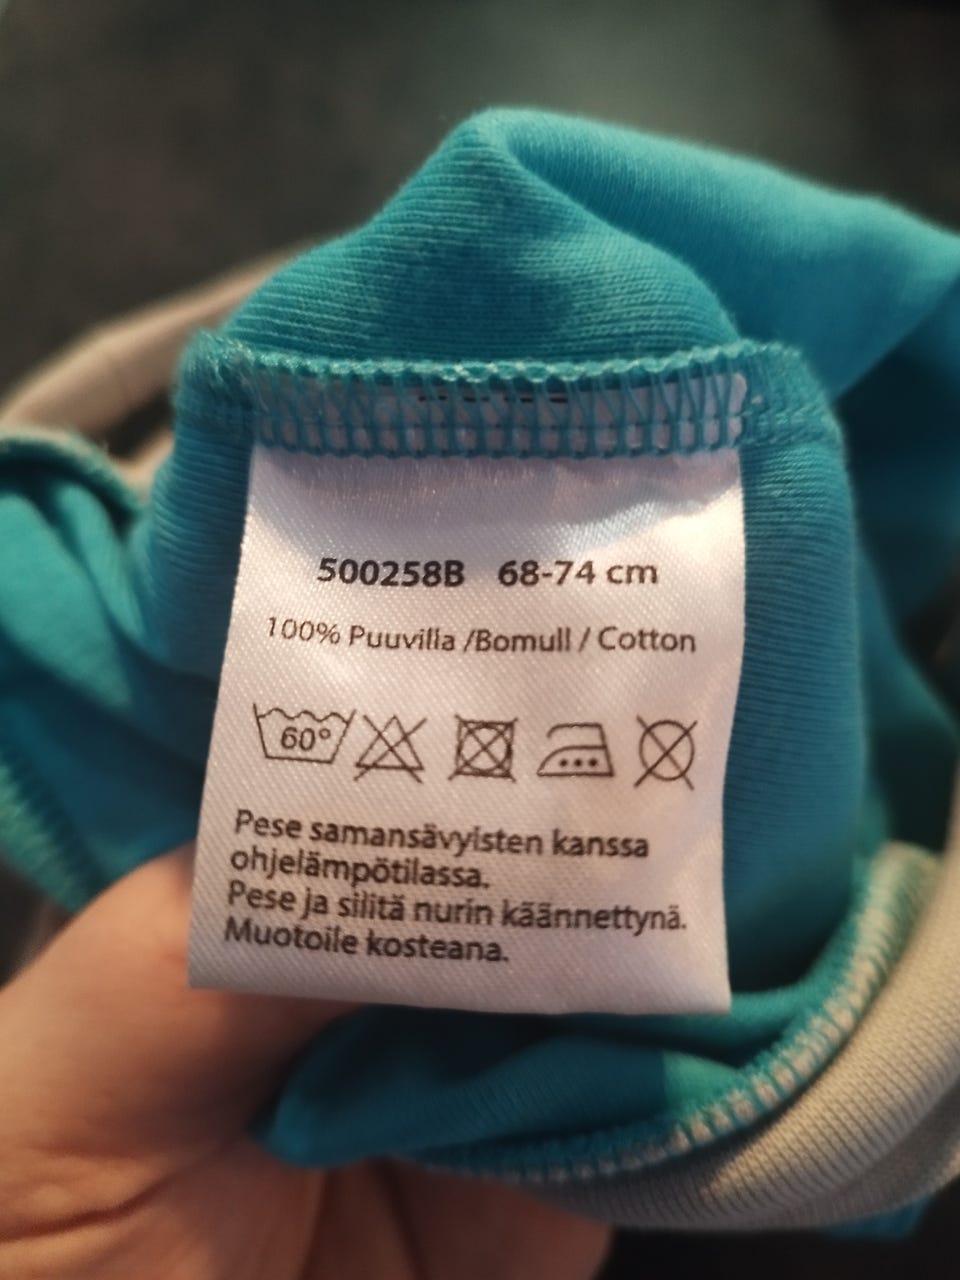 500258B 68-74 cm
100% Puuvilla /Bomull / Cotton
60°
Pese samansävyisten kanssa
ohjelämpötilassa.
Pese ja silitä nurin käännettynä.
Muotoile kosteana.